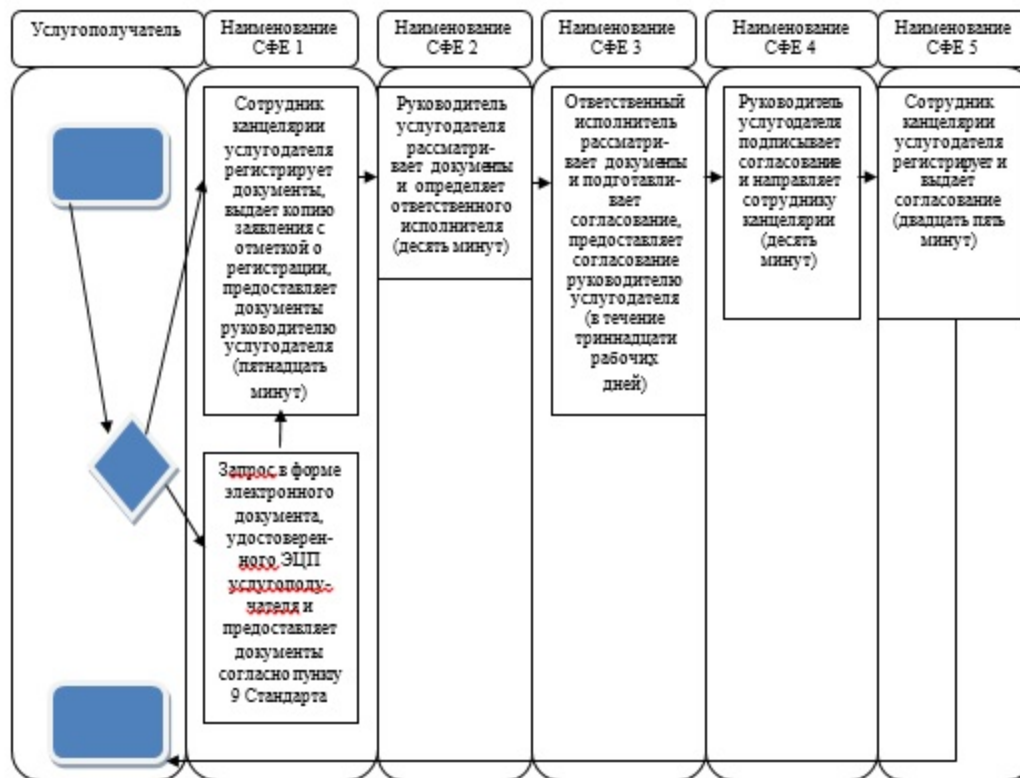 Услугополучатель
Наименование
СФЕ 1
Наименование
СФЕ 2
Наименование
СФЕ 3
Наименование
СФЕ 4
Наименование
СФЕ 5
Сотрудник
канцелярии
услугодателя
регистрирует
документы,
выдает копию
заявления с
отметкой о
регистрации,
предоставляет
документы
руководителю
услугодателя
(пятнадцать
минут)
Запрос в форме
электронного
документа,
удостоверен-
ного ЭЦП
услугополу-
чателя и
предоставляет
документы
согласно пункту
9 Стандарта
Руководитель
услугодателя
рассматри-
вает документы
и определяет
ответственного
исполнителя
(десять минут)
Ответственный
исполнитель
рассматри-
вает документы
и подготавли-
вает
согласование,
предоставляет
согласование
руководителю
услугодателя
(в течение
триннадцати
рабочих
дней)
Руководитель
услугодателя
подписывает
согласование
и направляет
сотруднику
канцелярии
(десять
минут)
Сотрудник
канцелярии
услугодателя
регистрирует и
выдает
согласование
(двадцать пять
минут)